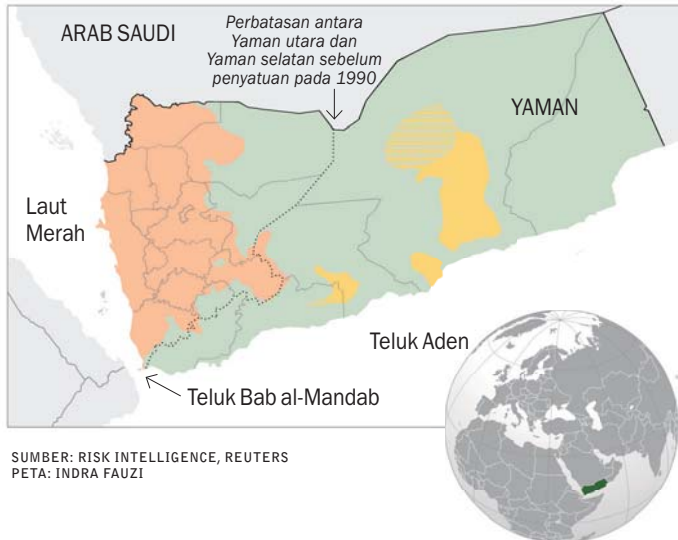 ARAB SAUDI
Perbatasan antara
Yaman utara dan
Yaman selatan sebelum
penyatuan pada 1990
YAMAN
Laut
Merah
Teluk Aden
Teluk Bab al-Mandab
SUMBER: RISK INTELLIGENCE, REUTERS
PETA: INDRA FAUZI